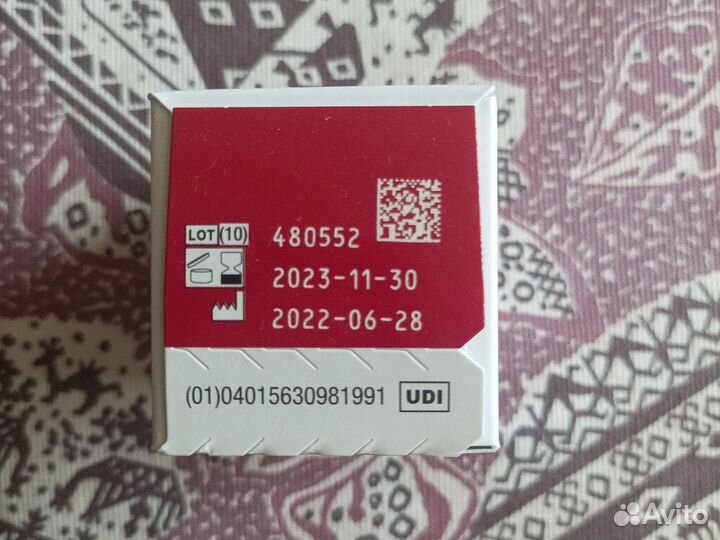 LOT (10) 480552
2023-11-30
2022-06-28
(01)04015630981991 UDI
Avito